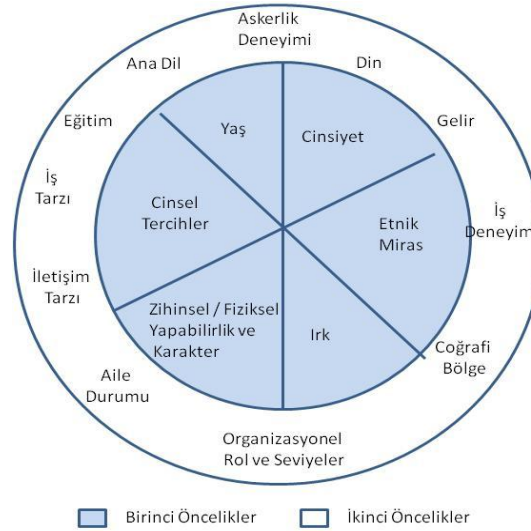 Askerlik
Deneyimi
Din
Gelir
İş
Deneyimi
Coğrafi
Bölge
Organizasyonel
Rol ve Seviyeler
Aile
Durumu
İletişim
Tarzı
İş
Tarzı
Eğitim
Ana Dil
Yaş
Cinsiyet
Etnik
Miras
Irk
Zihinsel / Fiziksel
Yapabilirlik ve
Karakter
Cinsel
Tercihler
Birinci Öncelikler
İkinci Öncelikler